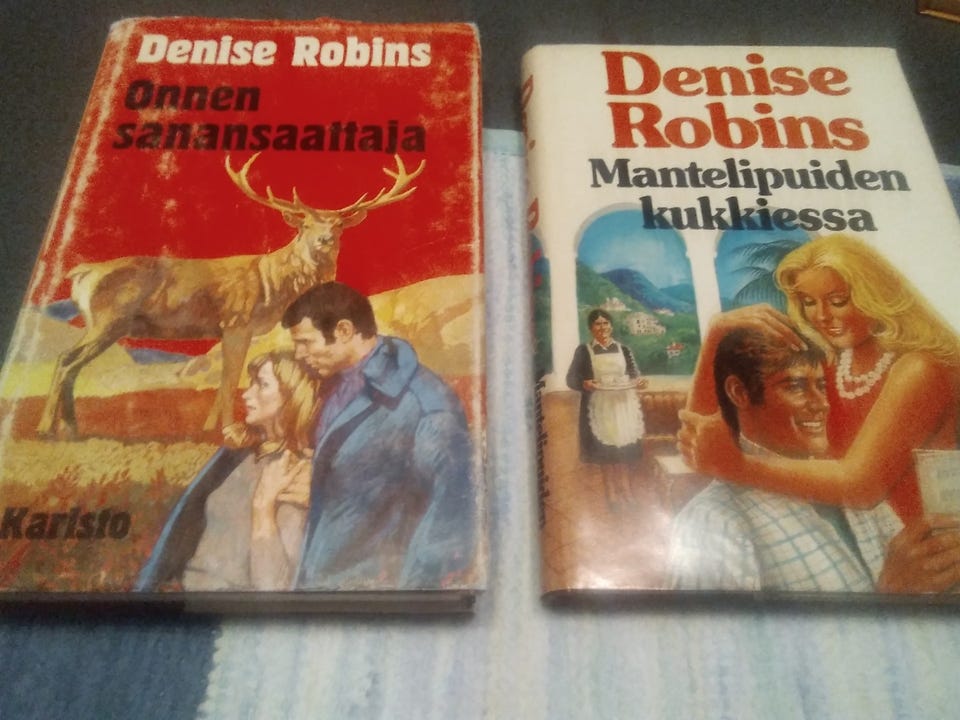 Denise Robins
Onnen
sanansaattaja
Karisto
Denise
Robins
Mantelipuiden
kukkiessa